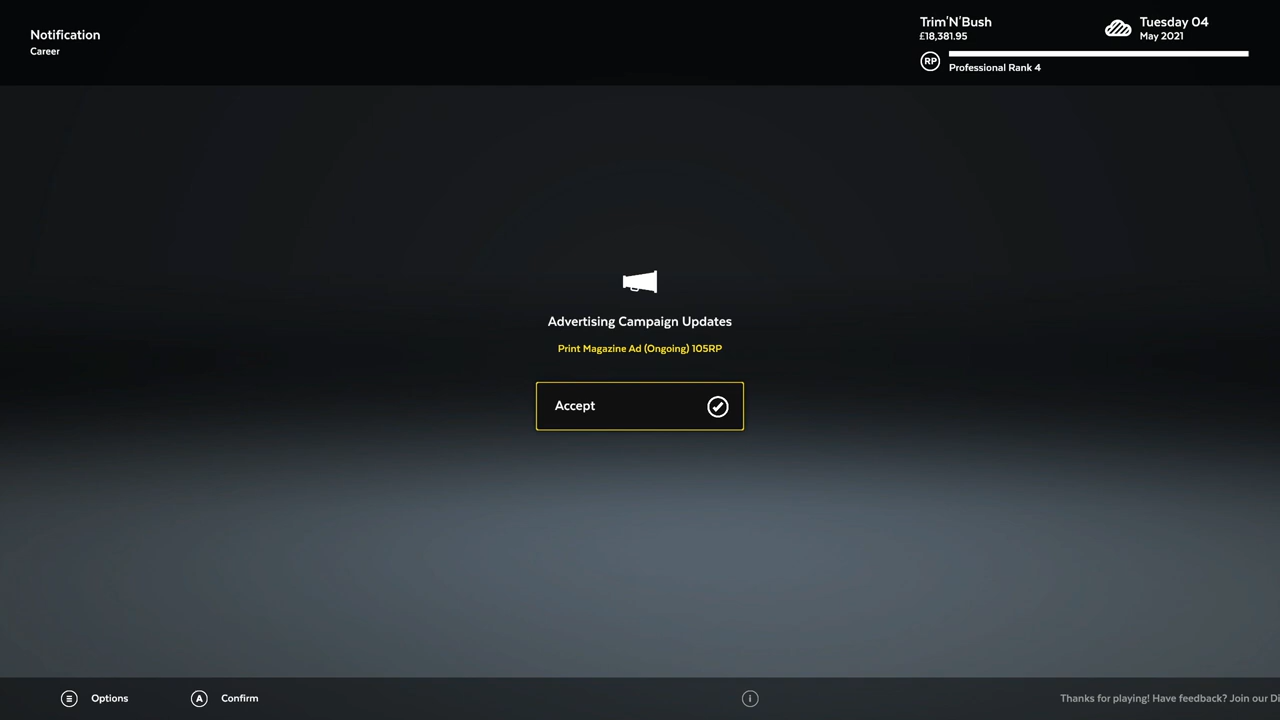 Notification
Career
Trim'N'Bush
£18,381.95
Tuesday 04
May 2021
RP
Professional Rank 4
Advertising Campaign Updates
Print Magazine Ad (Ongoing) 105RP
Accept
Options
A
Confirm
i
Thanks for playing! Have feedback? Join our Di